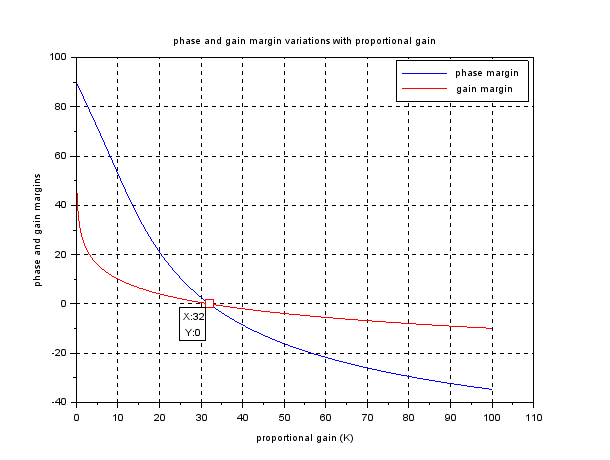 phase and gain margin variations with proportional gain
phase margin
gain margin
100
80
60
40
20
0
-20
-40
phase and gain margins
X:32
Y:0
0 10 20 30 40 50 60 70 80 90 100 110
proportional gain (K)